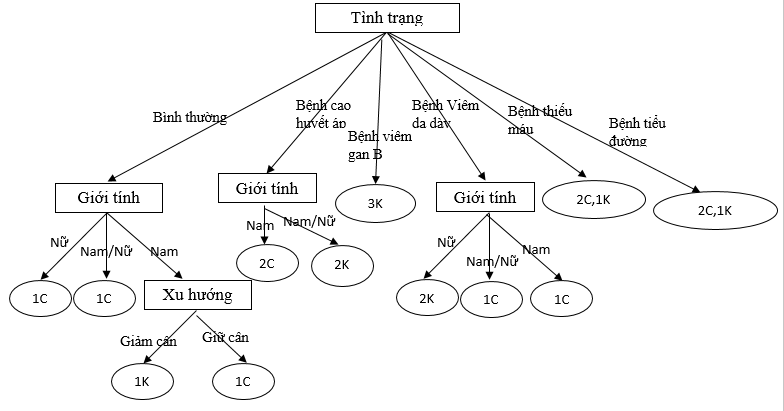 Tình trạng
Bình thường
Bệnh cao
huyết áp
Bệnh viêm
gan B
Bệnh Viêm
da dày
Bệnh thiếu
máu
Bệnh tiểu
đường
Giới tính
Giới tính
3K
Giới tính
2C,1K
2C,1K
Nữ
Nam/Nữ
Nam
Nam
Nam/Nữ
Nữ
Nam/Nữ
Nam
1C
1C
Xu hướng
2C
2K
2K
1C
1C
Giảm cân
Giữ cân
1K
1C